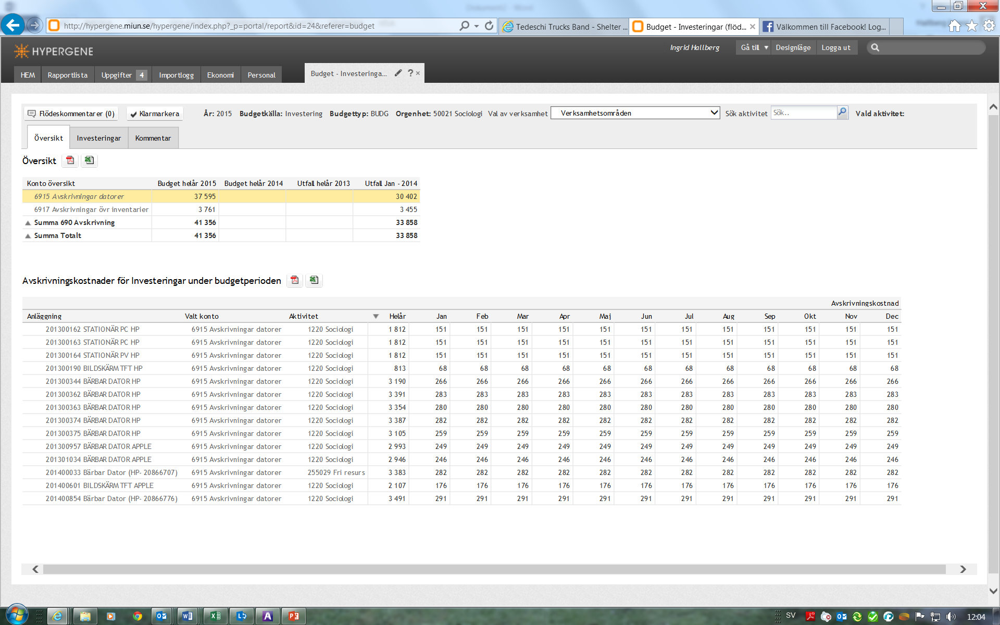 Dokument2 - Word
http://hypergene.miun.se/hypergene/index.php?_p=portal/report&id=24&referer=budget
Tedeschi Trucks Band - Shelter ...
Budget - Investeringar (flöd...
Välkommen till Facebook! Log...
HYPERGENE
Ingrid Hallberg
Gå till
Designläge
Logga ut
HEM
Rapportlista
Uppgifter 4
Importlogg
Ekonomi
Personal
Budget - Investeringa...
?
Flödeskommentarer (0)
Klarmarkera
År: 2015 Budgetkälla: Investering Budgettyp: BUDG Orgenhet: 50021 Sociologi Val av verksamhet Verksamhetsområden Sök aktivitet Sök.. Vald aktivitet:
Översikt
Investeringar
Kommentar
Översikt
Konto översikt Budget helår 2015 Budget helår 2014 Utfall helår 2013 Utfall Jan - 2014
6915 Avskrivningar datorer 37 595 30 402
6917 Avskrivningar övr inventarier 3 761 3 455
Summa 690 Avskrivning 41 356 33 858
Summa Totalt 41 356 33 858
Avskrivningskostnader för Investeringar under budgetperioden
Avskrivningskostnad
Anläggning Valt konto Aktivitet Helår Jan Feb Mar Apr Maj Jun Jul Aug Sep Okt Nov Dec
201300162 STATIONÄR PC HP 6915 Avskrivningar datorer 1220 Sociologi 1 812 151 151 151 151 151 151 151 151 151 151 151 151
201300163 STATIONÄR PC HP 6915 Avskrivningar datorer 1220 Sociologi 1 812 151 151 151 151 151 151 151 151 151 151 151 151
201300164 STATIONÄR PV HP 6915 Avskrivningar datorer 1220 Sociologi 1 812 151 151 151 151 151 151 151 151 151 151 151 151
201300190 BILDSKÄRM TFT HP 6915 Avskrivningar datorer 1220 Sociologi 813 68 68 68 68 68 68 68 68 68 68 68 68
201300344 BÄRBAR DATOR HP 6915 Avskrivningar datorer 1220 Sociologi 3 190 266 266 266 266 266 266 266 266 266 266 266 266
201300362 BÄRBAR DATOR HP 6915 Avskrivningar datorer 1220 Sociologi 3 391 283 283 283 283 283 283 283 283 283 283 283 283
201300363 BÄRBAR DATOR HP 6915 Avskrivningar datorer 1220 Sociologi 3 354 280 280 280 280 280 280 280 280 280 280 280 280
201300374 BÄRBAR DATOR HP 6915 Avskrivningar datorer 1220 Sociologi 3 387 282 282 282 282 282 282 282 282 282 282 282 282
201300375 BÄRBAR DATOR HP 6915 Avskrivningar datorer 1220 Sociologi 3 105 259 259 259 259 259 259 259 259 259 259 259 259
201300957 BÄRBAR DATOR APPLE 6915 Avskrivningar datorer 1220 Sociologi 2 993 249 249 249 249 249 249 249 249 249 249 249 249
201301034 BÄRBAR DATOR APPLE 6915 Avskrivningar datorer 1220 Sociologi 2 946 246 246 246 246 246 246 246 246 246 246 246 246
201400033 Bärbar Dator (HP- 20866707) 6915 Avskrivningar datorer 255029 Fri resurs 3 383 282 282 282 282 282 282 282 282 282 282 282 282
201400601 BILDSKÄRM TFT APPLE 6915 Avskrivningar datorer 1220 Sociologi 2 107 176 176 176 176 176 176 176 176 176 176 176 176
201400854 Bärbar Dator (HP- 20866776) 6915 Avskrivningar datorer 1220 Sociologi 3 491 291 291 291 291 291 291 291 291 291 291 291 291
SV
12:04